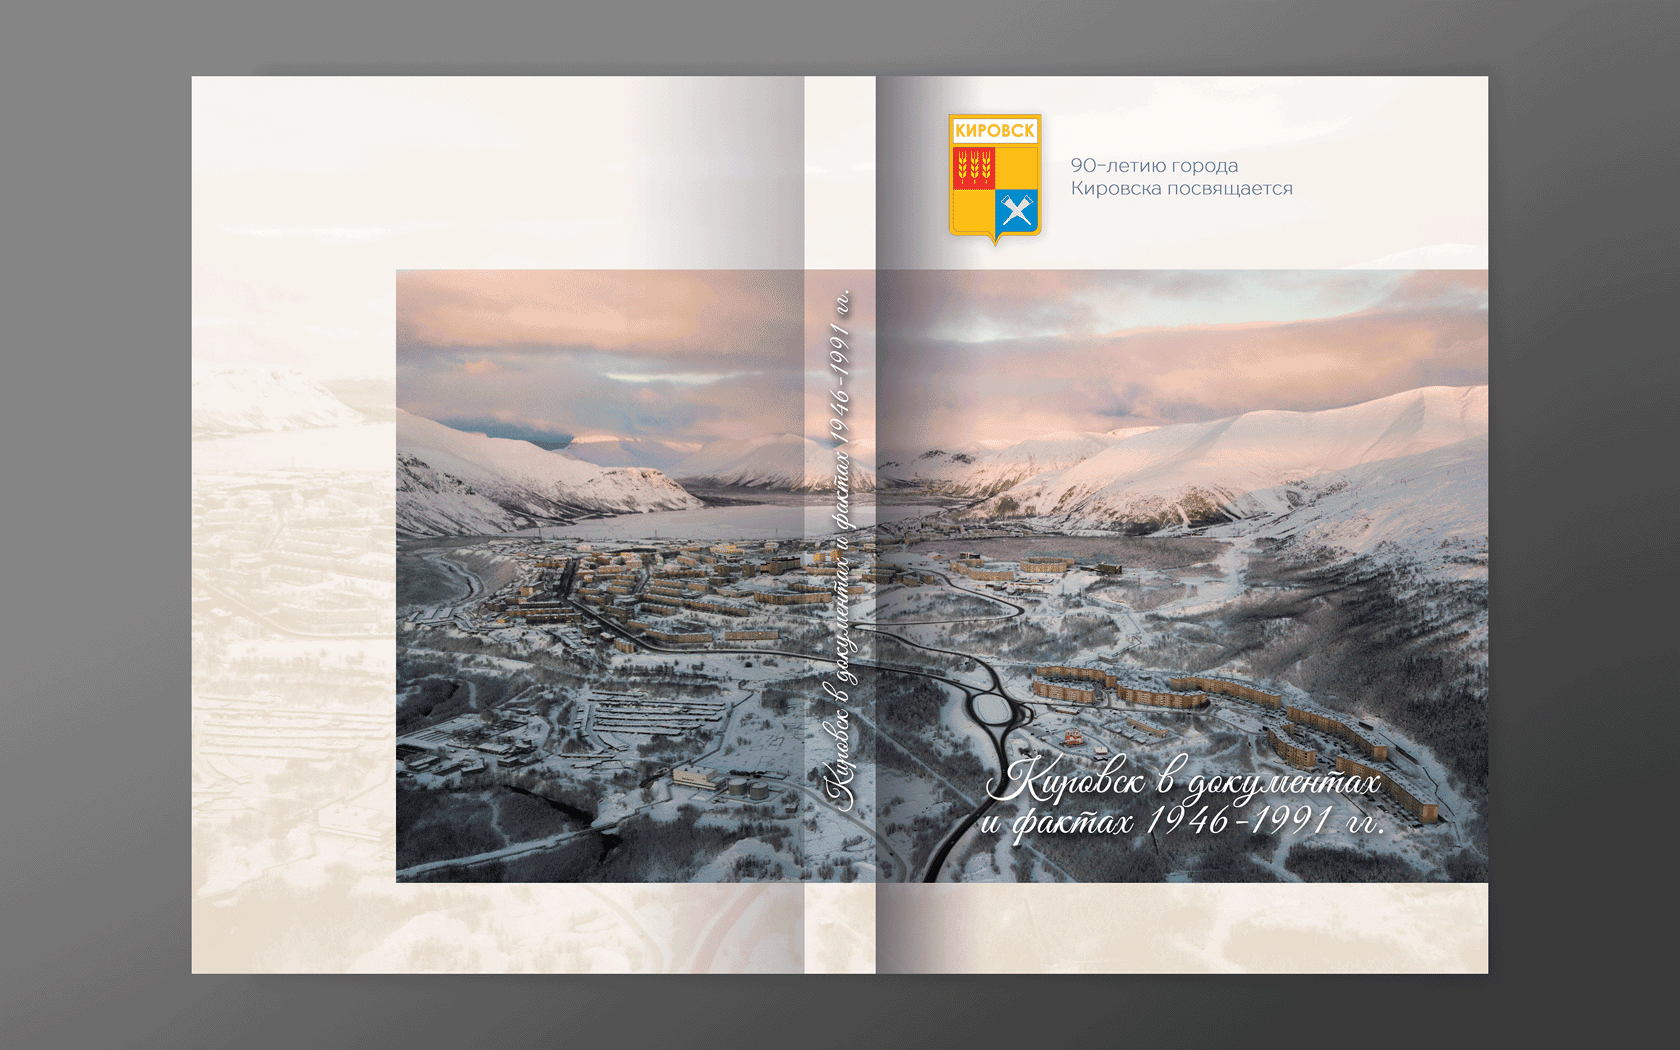 КИРОВСК
90-летию города
Кировска посвящается
Кировск в документах и фактах 1946-1991 гг.
Кировск в документах
и фактах 1946-1991 гг.